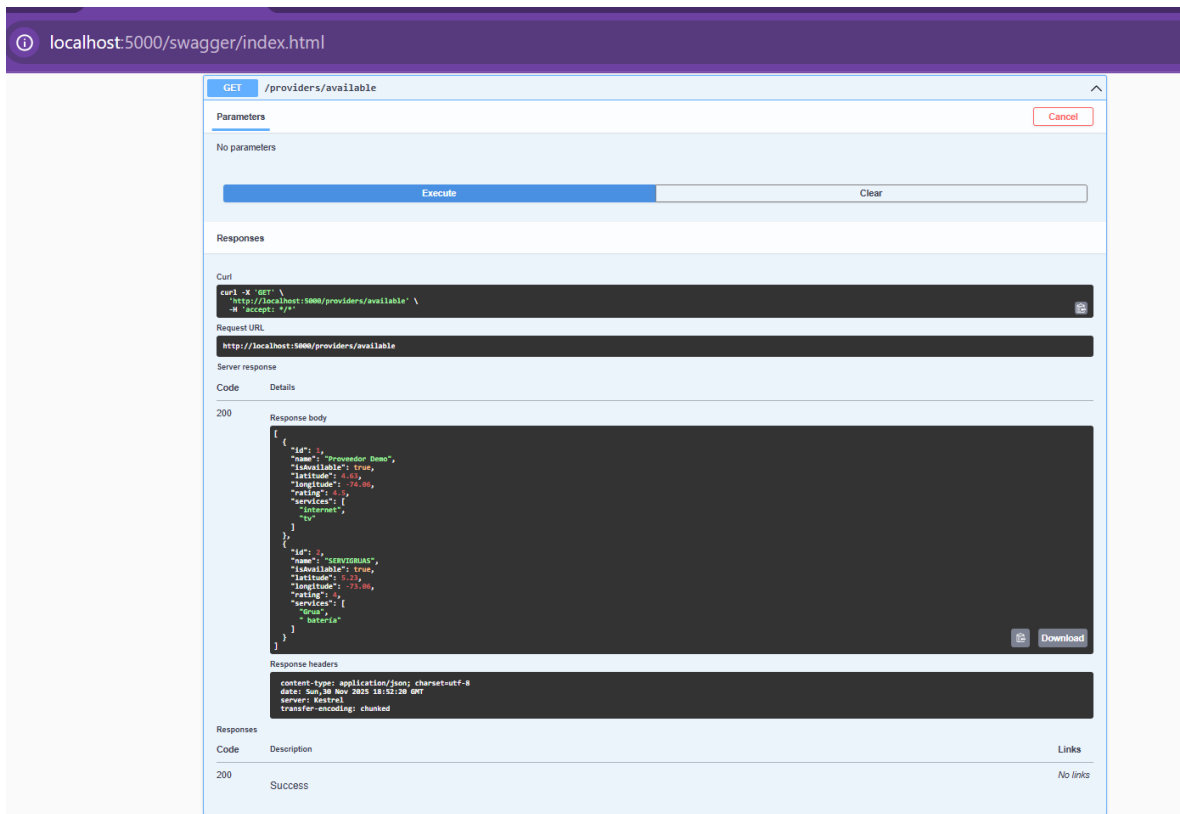 localhost:5000/swagger/index.html
GET /providers/available
Parameters
Cancel
No parameters
Execute
Clear
Responses
Curl
curl -X 'GET' \
  'http://localhost:5000/providers/available' \
  -H 'accept: */*'
Request URL
http://localhost:5000/providers/available
Server response
Code Details
200
Response body
[
  {
    "id": 1,
    "name": "Proveedor Demo",
    "isAvailable": true,
    "latitude": 4.63,
    "longitude": -74.06,
    "rating": 4.5,
    "services": [
      "internet",
      "tv"
    ]
  },
  {
    "id": 2,
    "name": "SERVIGRUAS",
    "isAvailable": true,
    "latitude": 5.23,
    "longitude": -73.06,
    "rating": 4,
    "services": [
      "Grua",
      " batería"
    ]
  }
]
Download
Response headers
content-type: application/json; charset=utf-8
date: Sun,30 Nov 2025 18:52:20 GMT
server: Kestrel
transfer-encoding: chunked
Responses
Code Description Links
200
Success
No links